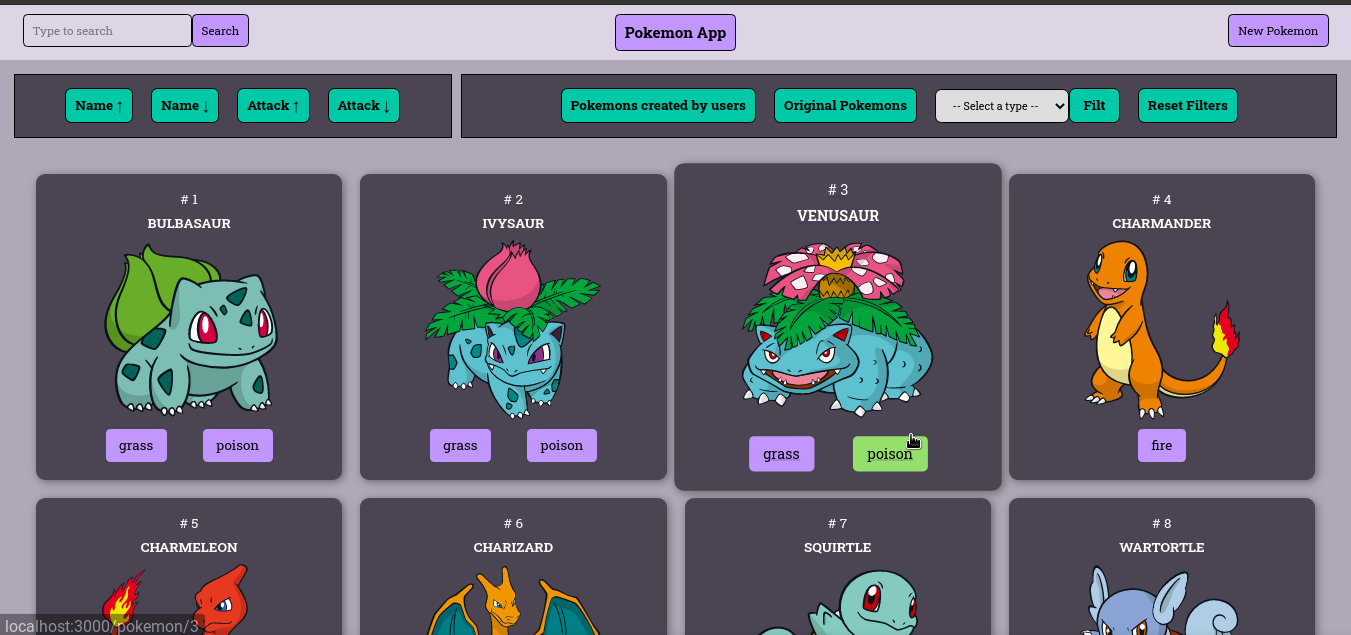 Type to search Search Pokemon App New Pokemon
Name ↑ Name ↓ Attack ↑ Attack ↓ Pokemons created by users Original Pokemons -- Select a type -- Filt Reset Filters
# 1 # 2 # 3 # 4
BULBASAUR IVYSAUR VENUSAUR CHARMANDER
grass poison grass poison grass poison fire
# 5 # 6 # 7 # 8
CHARMELEON CHARIZARD SQUIRTLE WARTORTLE
localhost:3000/pokemon/3